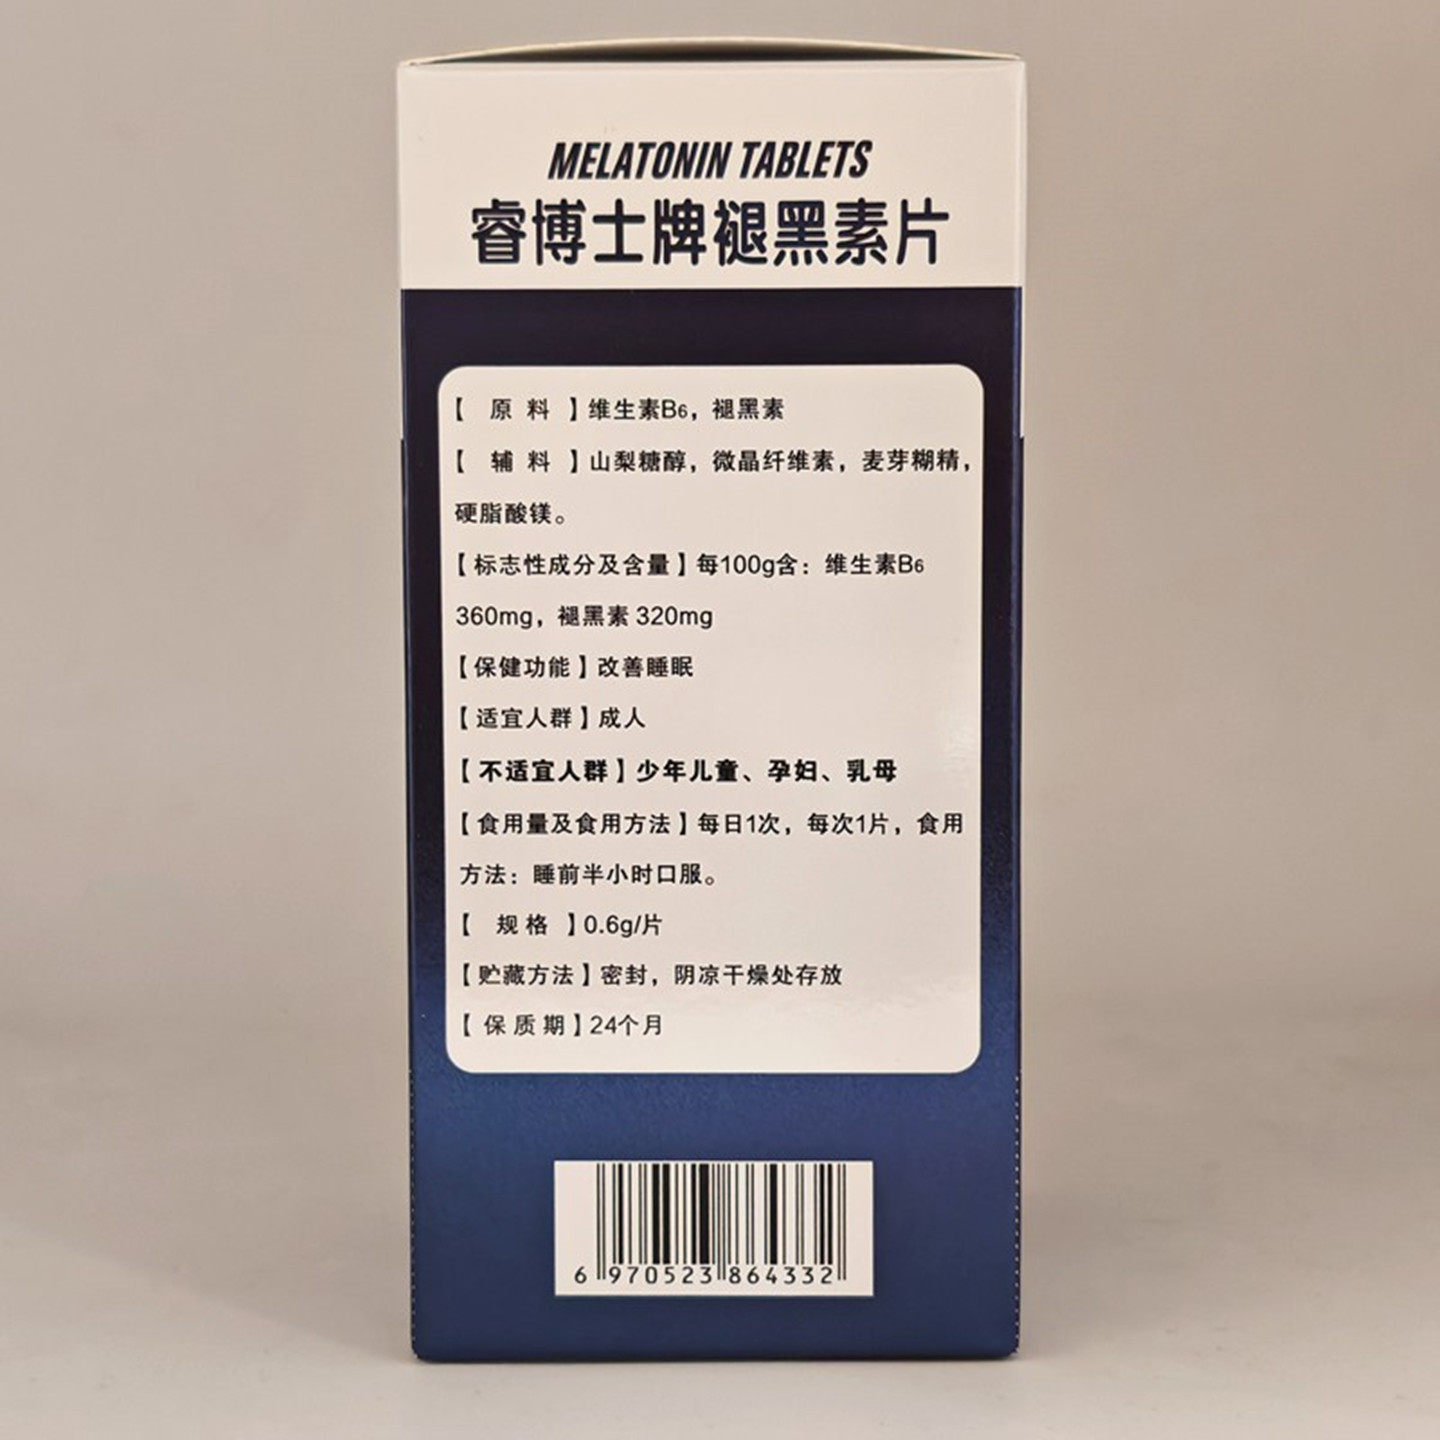 MELATONIN TABLETS
睿博士牌褪黑素片
【 原 料 】维生素B6，褪黑素
【 辅 料 】山梨糖醇，微晶纤维素，麦芽糊精，
硬脂酸镁。
【标志性成分及含量】每100g含：维生素B6
360mg，褪黑素 320mg
【保健功能】改善睡眠
【适宜人群】成人
【不适宜人群】少年儿童、孕妇、乳母
【食用量及食用方法】每日1次，每次1片，食用
方法：睡前半小时口服。
【 规 格 】0.6g/片
【贮藏方法】密封，阴凉干燥处存放
【 保 质 期 】24个月
6 970523 864332